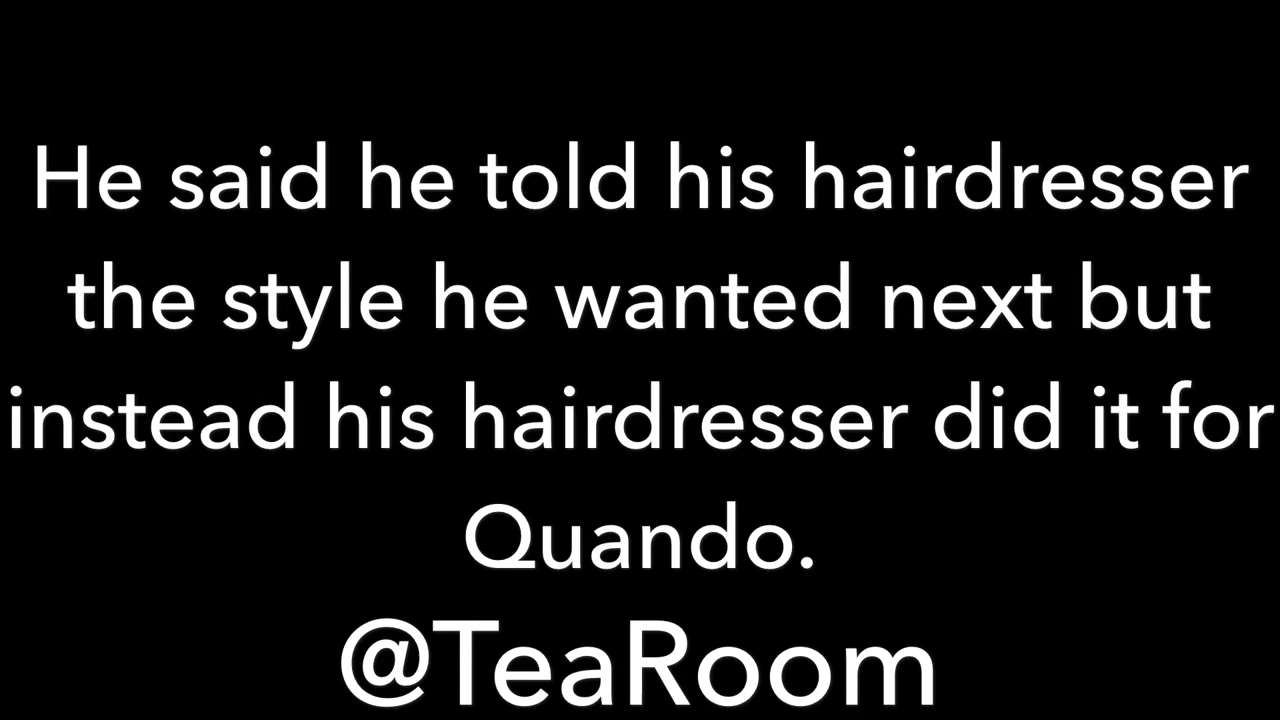 He said he told his hairdresser
the style he wanted next but
instead his hairdresser did it for
Quando.
@TeaRoom